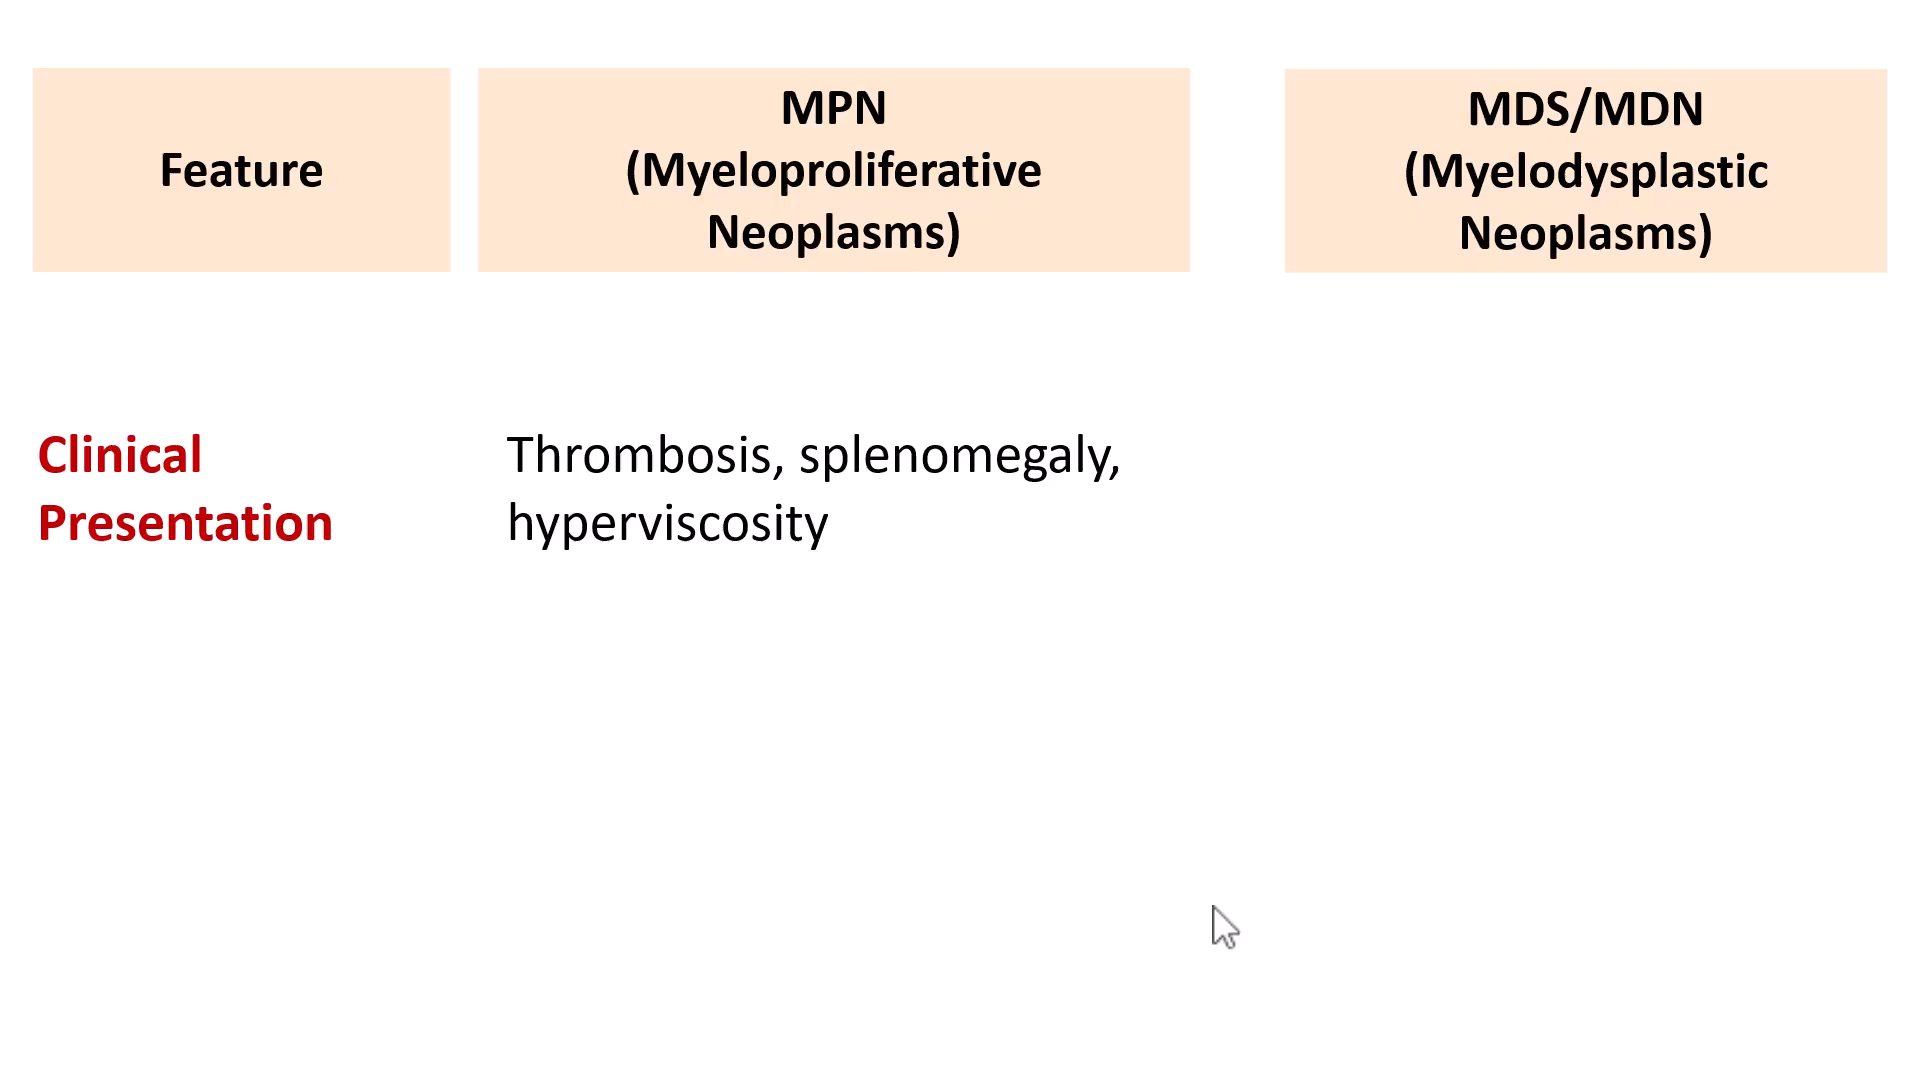 Feature
MPN
(Myeloproliferative
Neoplasms)
MDS/MDN
(Myelodysplastic
Neoplasms)
Clinical
Presentation
Thrombosis, splenomegaly,
hyperviscosity